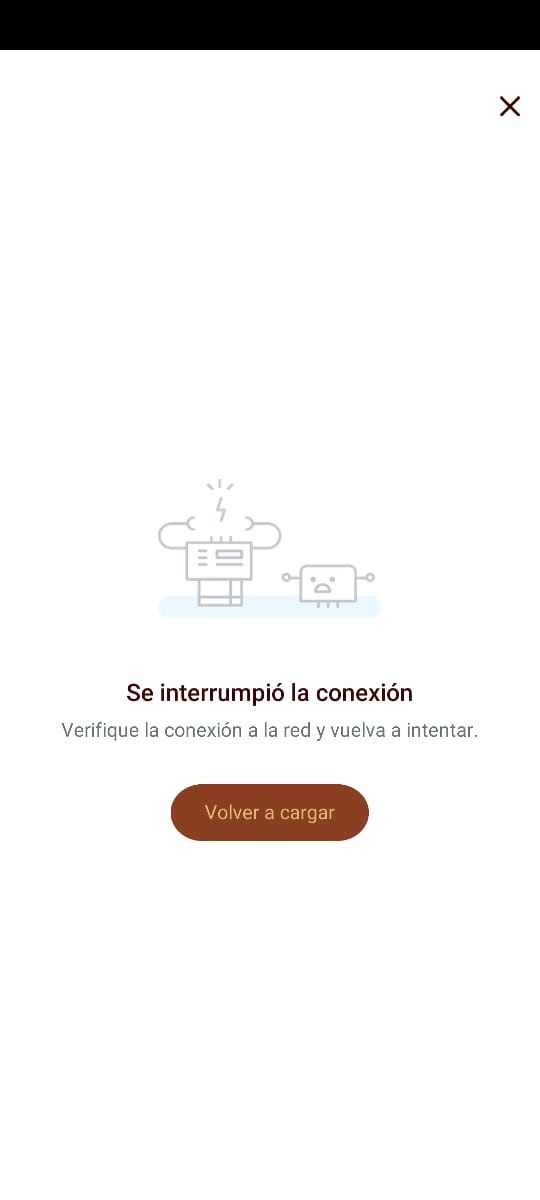 Se interrumpió la conexión
Verifique la conexión a la red y vuelva a intentar.
Volver a cargar